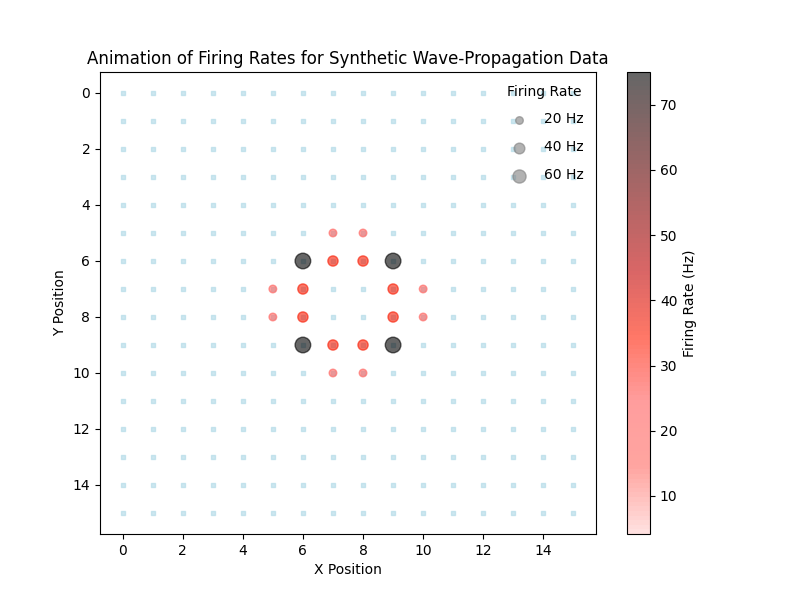 Animation of Firing Rates for Synthetic Wave-Propagation Data
Firing Rate
20 Hz
40 Hz
60 Hz
0
2
4
6
8
10
12
14
Y Position
0 2 4 6 8 10 12 14
X Position
70
60
50
40
30
20
10
Firing Rate (Hz)